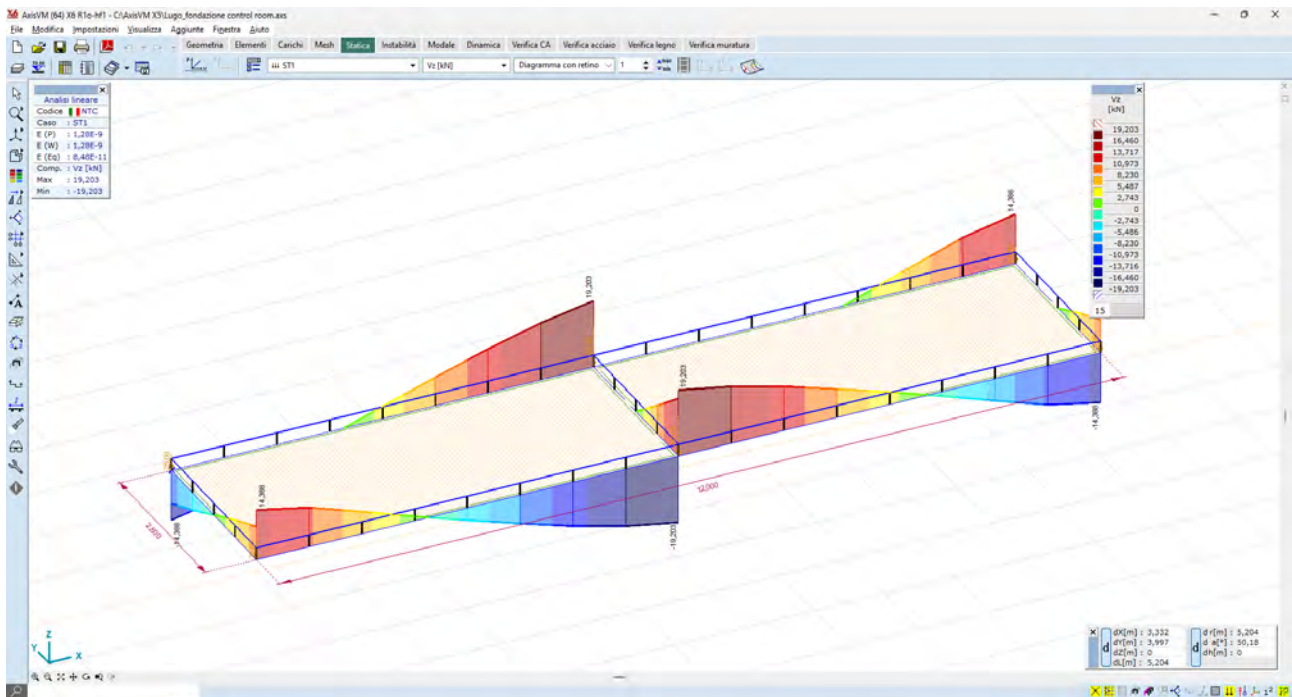 AxisVM (64) X6 R1o-hf1 - C:\AxisVM X5\Lugo_fondazione control room.axs
File Modifica Impostazioni Visualizza Aggiunte Finestra Aiuto
Geometria Elementi Carichi Mesh Statica Instabilità Modale Dinamica Verifica CA Verifica acciaio Verifica legno Verifica muratura
ST1 Vz [kN] Diagramma con retino 1
Analisi lineare
Codice NTC
Caso : ST1
E (P) : 1,28E-9
E (W) : 1,28E-9
E (Eq) : 8,48E-11
Comp. : Vz [kN]
Max : 19,203
Min : -19,203
Vz
[kN]
19,203
16,460
13,717
10,973
8,230
5,487
2,743
0
-2,743
-5,486
-8,230
-10,973
-13,716
-16,460
-19,203
15
14,386
19,203
19,203
-14,386
12,000
14,386
-14,386
2,800
-19,203
Z
Y
X
dX[m] : 3,332
dY[m] : 3,997
dZ[m] : 0
dL[m] : 5,204
d r[m] : 5,204
d a[°] : 50,18
dh[m] : 0